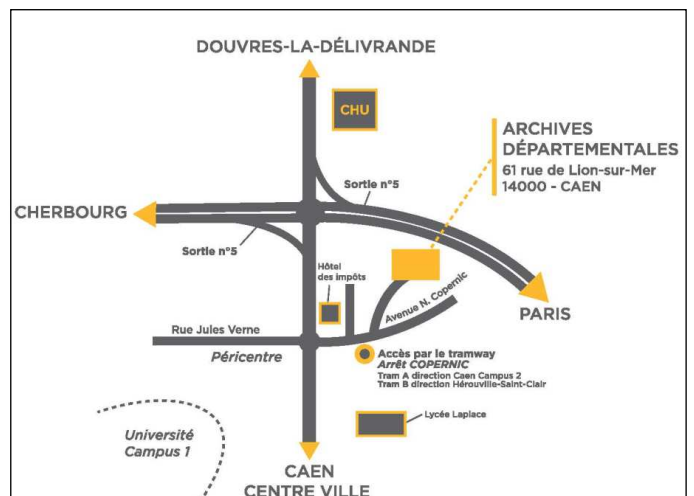 DOUVRES-LA-DÉLIVRANDE
CHU
ARCHIVES
DÉPARTEMENTALES
61 rue de Lion-sur-Mer
14000 - CAEN
Sortie n°5
CHERBOURG
Sortie n°5
Hôtel
des impôts
Avenue N. Copernic
PARIS
Rue Jules Verne
Péricentre
Accès par le tramway
Arrêt COPERNIC
Tram A direction Caen Campus 2
Tram B direction Hérouville-Saint-Clair
Lycée Laplace
Université
Campus 1
CAEN
CENTRE VILLE